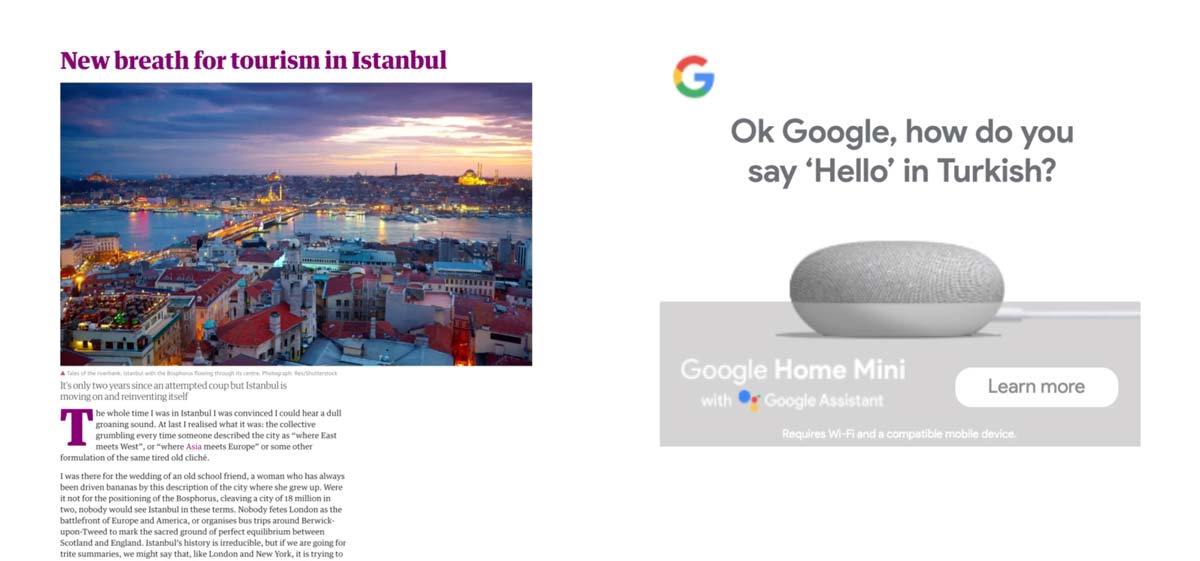 New breath for tourism in Istanbul
▲ Tales of the riverbank, Istanbul with the Bosphorus flowing through its centre. Photograph: Rex/Shutterstock
It's only two years since an attempted coup but Istanbul is
moving on and reinventing itself
The whole time I was in Istanbul I was convinced I could hear a dull
groaning sound. At last I realised what it was: the collective
grumbling every time someone described the city as “where East
meets West”, or “where Asia meets Europe” or some other
formulation of the same tired old cliché.
I was there for the wedding of an old school friend, a woman who has always
been driven bananas by this description of the city where she grew up. Were
it not for the positioning of the Bosphorus, cleaving a city of 18 million in
two, nobody would see Istanbul in these terms. Nobody fetes London as the
battlefront of Europe and America, or organises bus trips around Berwick-
upon-Tweed to mark the sacred ground of perfect equilibrium between
Scotland and England. Istanbul's history is irreducible, but if we are going for
trite summaries, we might say that, like London and New York, it is trying to
G
Ok Google, how do you
say ‘Hello’ in Turkish?
Google Home Mini
with Google Assistant
Learn more
Requires Wi-Fi and a compatible mobile device.